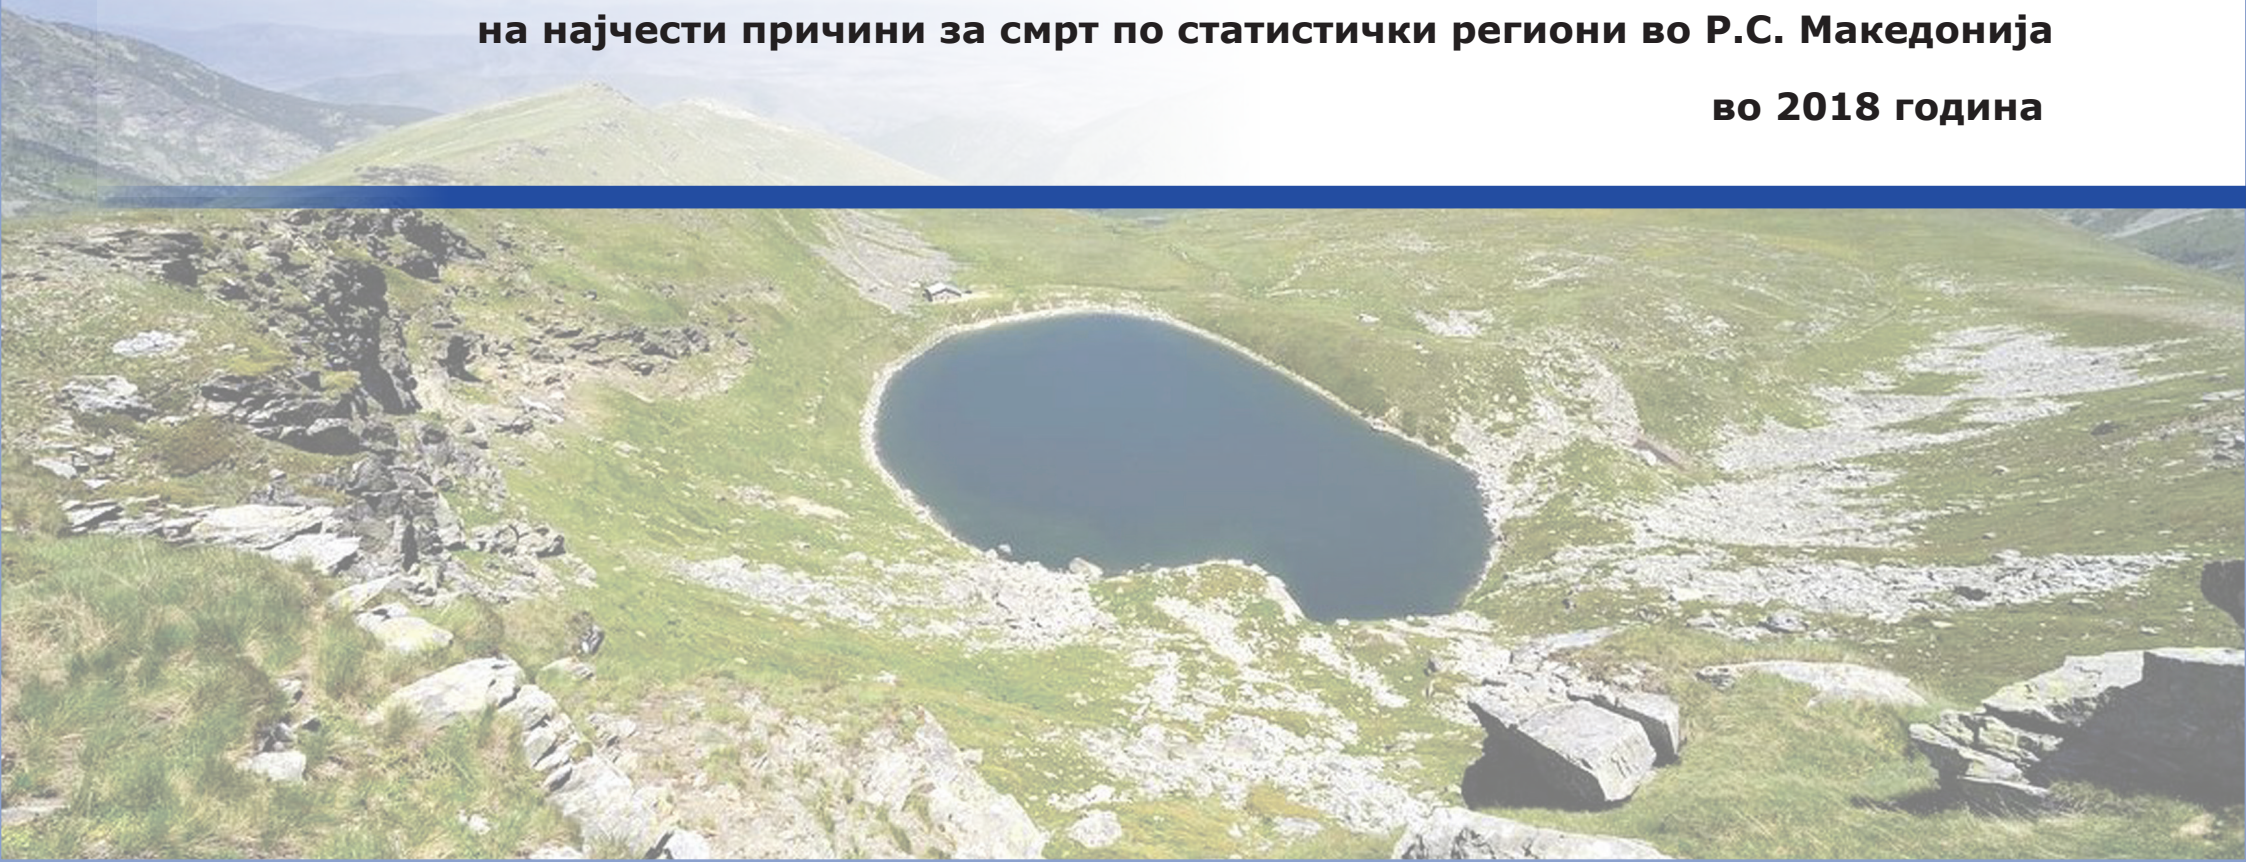 на најчести причини за смрт по статистички региони во Р.С. Македонија
во 2018 година